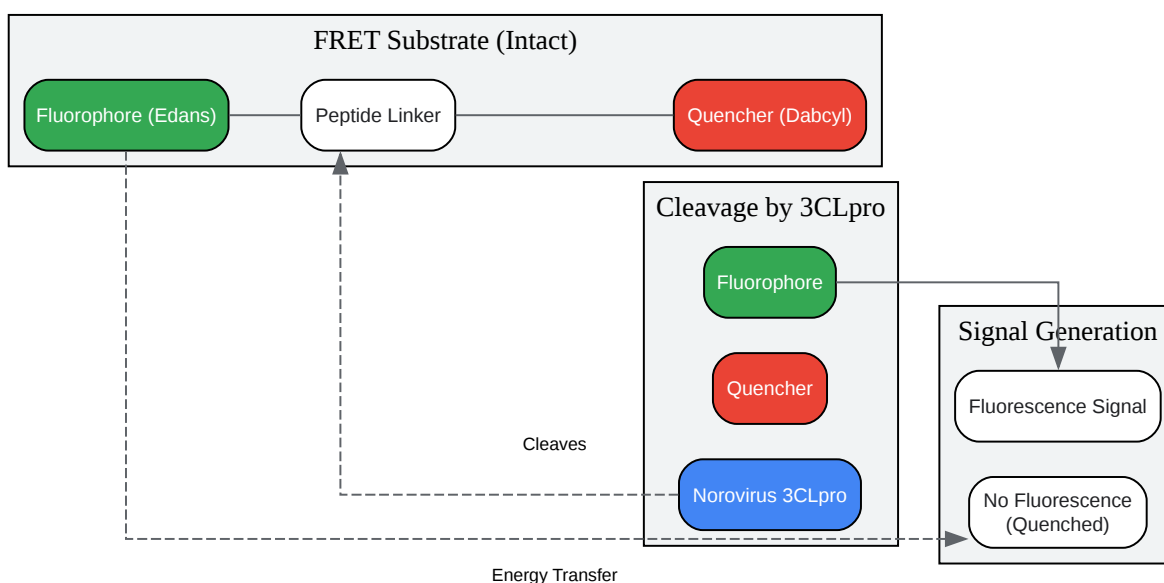 FRET Substrate (Intact)
Fluorophore (Edans)
Peptide Linker
Quencher (Dabcyl)
Cleavage by 3CLpro
Fluorophore
Quencher
Norovirus 3CLpro
Signal Generation
Fluorescence Signal
No Fluorescence
(Quenched)
Cleaves
Energy Transfer